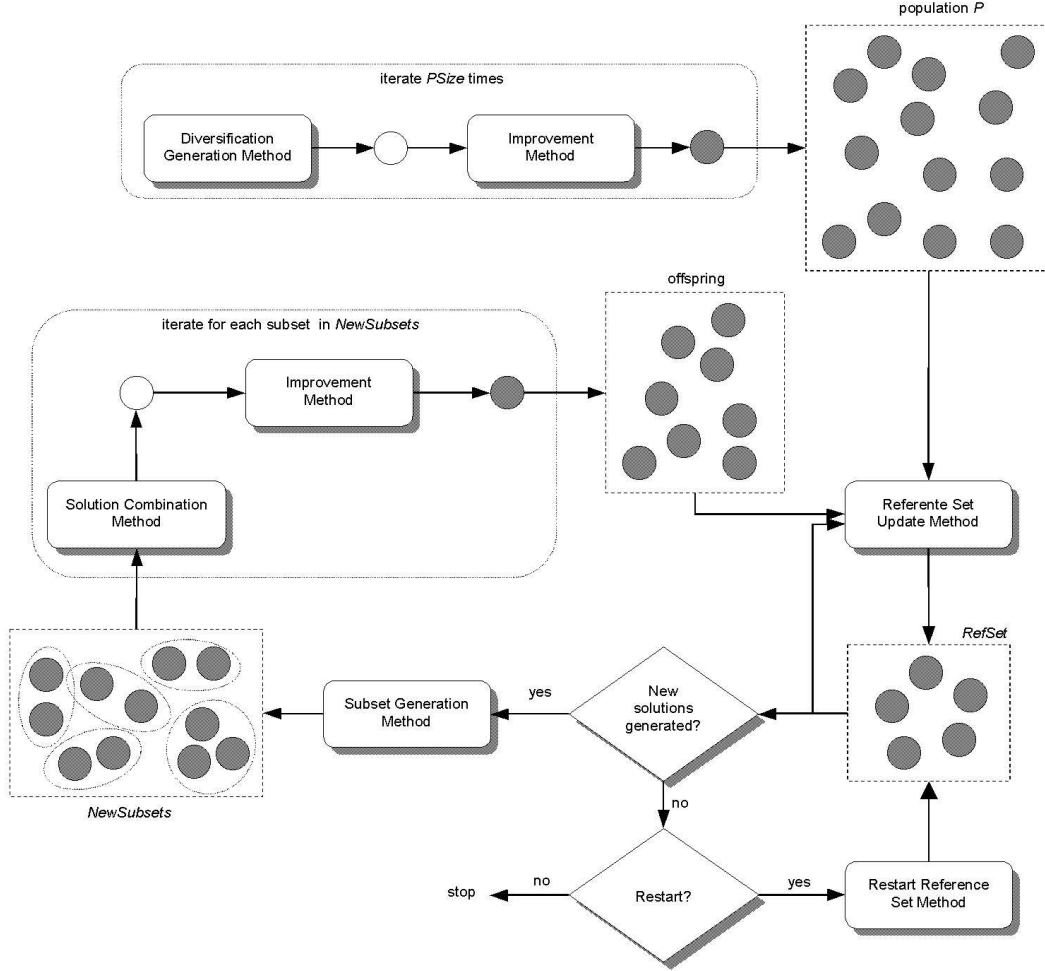 population P
iterate PSize times
Diversification
Generation Method
Improvement
Method
offspring
iterate for each subset in NewSubsets
Improvement
Method
Solution Combination
Method
Referente Set
Update Method
RefSet
New
solutions
generated?
yes
Subset Generation
Method
NewSubsets
no
Restart?
no
stop
yes
Restart Reference
Set Method